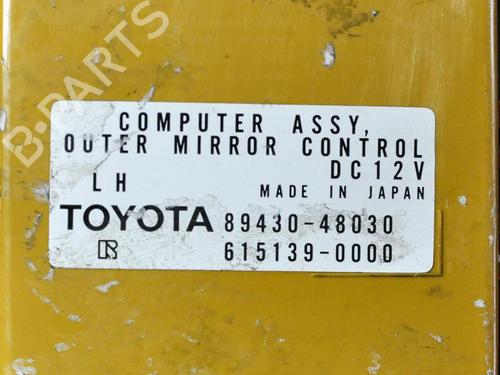 B-PARTS
COMPUTER ASSY,
OUTER MIRROR CONTROL
DC12V
LH MADE IN JAPAN
TOYOTA 89430-48030
615139-0000